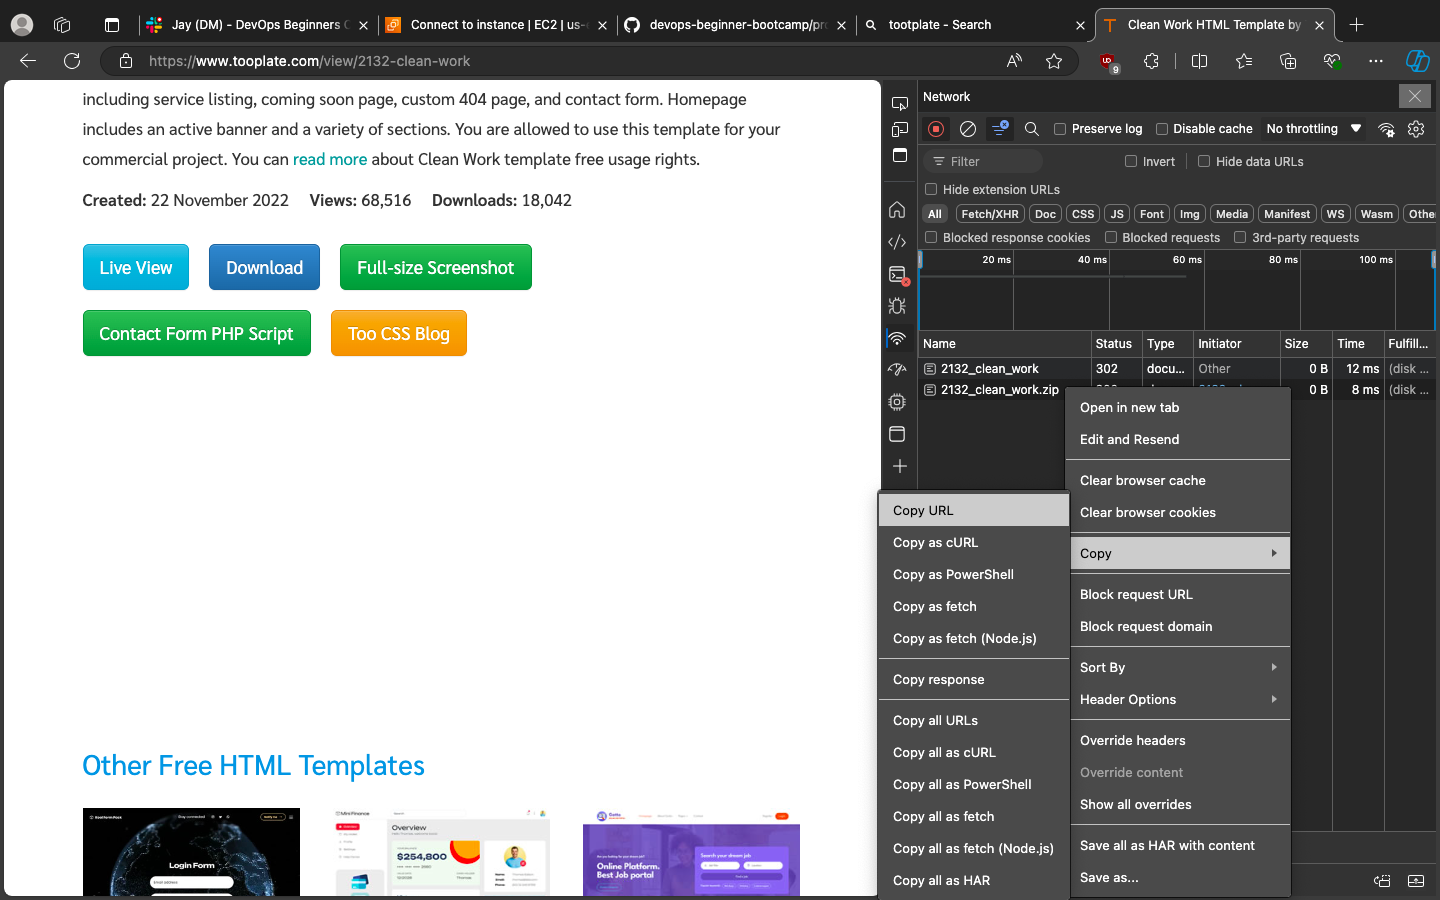 Jay (DM) - DevOps Beginners C
Connect to instance | EC2 | us-
devops-beginner-bootcamp/pr
tootplate - Search
Clean Work HTML Template by
https://www.tooplate.com/view/2132-clean-work
9
including service listing, coming soon page, custom 404 page, and contact form. Homepage
includes an active banner and a variety of sections. You are allowed to use this template for your
commercial project. You can read more about Clean Work template free usage rights.
Created: 22 November 2022 Views: 68,516 Downloads: 18,042
Live View
Download
Full-size Screenshot
Contact Form PHP Script
Too CSS Blog
Other Free HTML Templates
Login Form
Mini Finance
Overview
$254,800
Online Platform.
Best Job portal
Search your dream job
Network
Preserve log
Disable cache
No throttling
Filter
Invert
Hide data URLs
Hide extension URLs
All
Fetch/XHR
Doc
CSS
JS
Font
Img
Media
Manifest
WS
Wasm
Othe
Blocked response cookies
Blocked requests
3rd-party requests
20 ms
40 ms
60 ms
80 ms
100 ms
Name Status Type Initiator Size Time Fulfill...
2132_clean_work 302 docu... Other 0 B 12 ms (disk ...
2132_clean_work.zip 0 B 8 ms (disk ...
Open in new tab
Edit and Resend
Clear browser cache
Clear browser cookies
Copy
Block request URL
Block request domain
Sort By
Header Options
Override headers
Override content
Show all overrides
Save all as HAR with content
Save as...
Copy URL
Copy as cURL
Copy as PowerShell
Copy as fetch
Copy as fetch (Node.js)
Copy response
Copy all URLs
Copy all as cURL
Copy all as PowerShell
Copy all as fetch
Copy all as fetch (Node.js)
Copy all as HAR